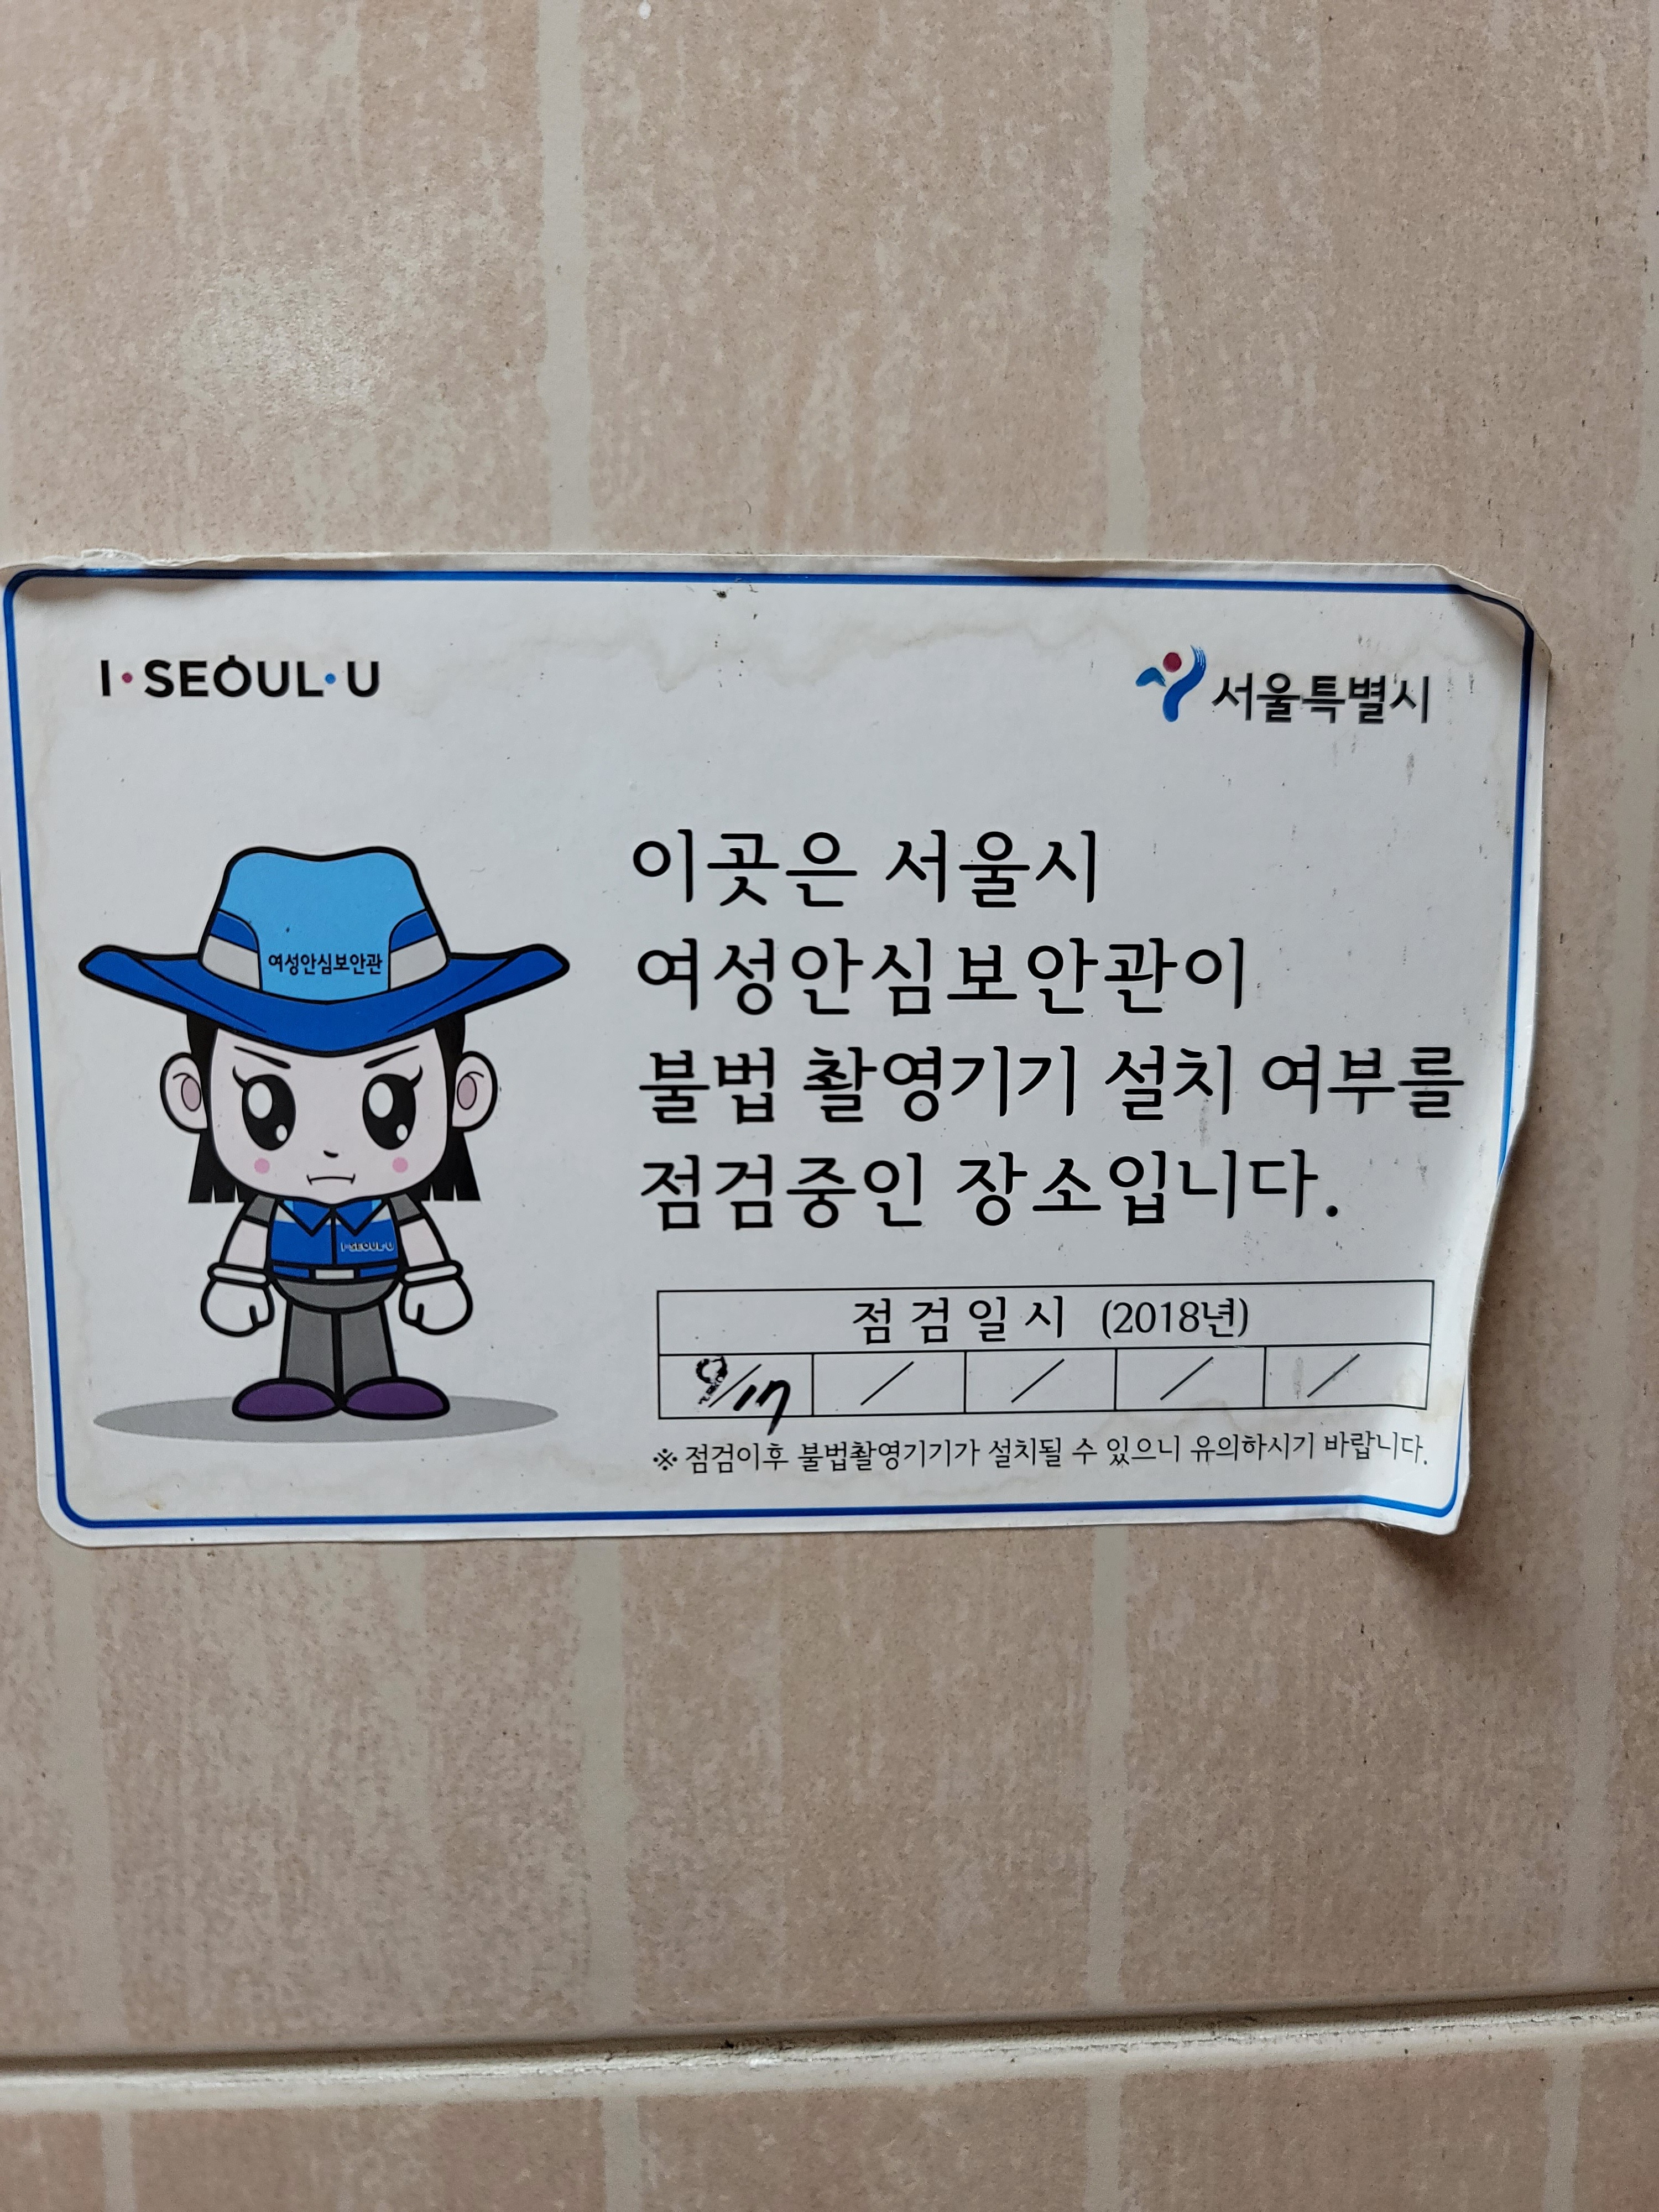 I·SEOUL·U
서울특별시
여성안심보안관
I·SEOUL·U
이곳은 서울시
여성안심보안관이
불법 촬영기기 설치 여부를
점검중인 장소입니다.
점검일시 (2018년)
9/17 / / / /
※ 점검이후 불법촬영기기가 설치될 수 있으니 유의하시기 바랍니다.